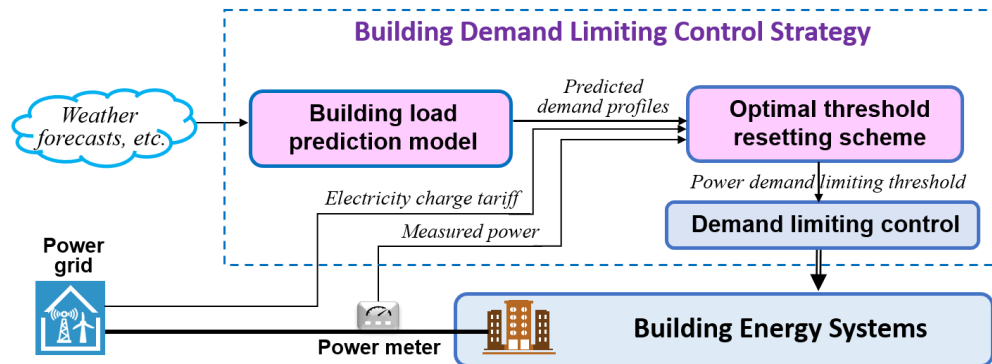 Building Demand Limiting Control Strategy
Weather
forecasts, etc.
Building load
prediction model
Predicted
demand profiles
Optimal threshold
resetting scheme
Electricity charge tariff
Power demand limiting threshold
Measured power
Demand limiting control
Power
grid
Power meter
Building Energy Systems